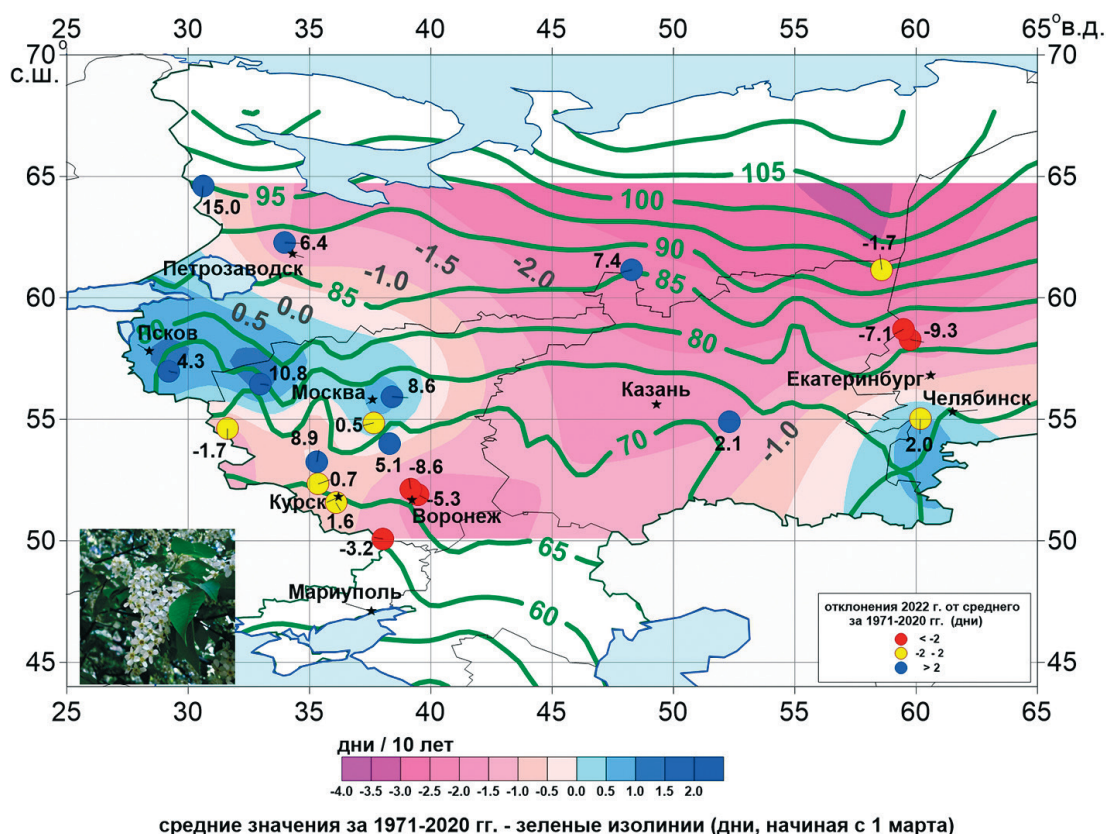 25 30 35 40 45 50 55 60 65° в.д.
70°
с.ш.
70
65
65
60
60
55
55
50
50
45
45
105
95
100
15.0
90
6.4
-1.7
7.4
-1.5
-2.0
Петрозаводск
-1.0
85
85
0.0
0.5
80
-7.1
-9.3
Псков
4.3
10.8
Москва
8.6
Казань
Екатеринбург
Челябинск
0.5
-1.7
8.9
5.1
70
2.1
-1.0
2.0
-8.6
0.7
-5.3
Курск
Воронеж
1.6
-3.2
65
60
Мариуполь
отклонения 2022 г. от среднего
за 1971-2020 гг. (дни)
< -2
-2 - 2
> 2
25 30 35 40 45 50 55 60 65
дни / 10 лет
-4.0 -3.5 -3.0 -2.5 -2.0 -1.5 -1.0 -0.5 0.0 0.5 1.0 1.5 2.0
средние значения за 1971-2020 гг. - зеленые изолинии (дни, начиная с 1 марта)